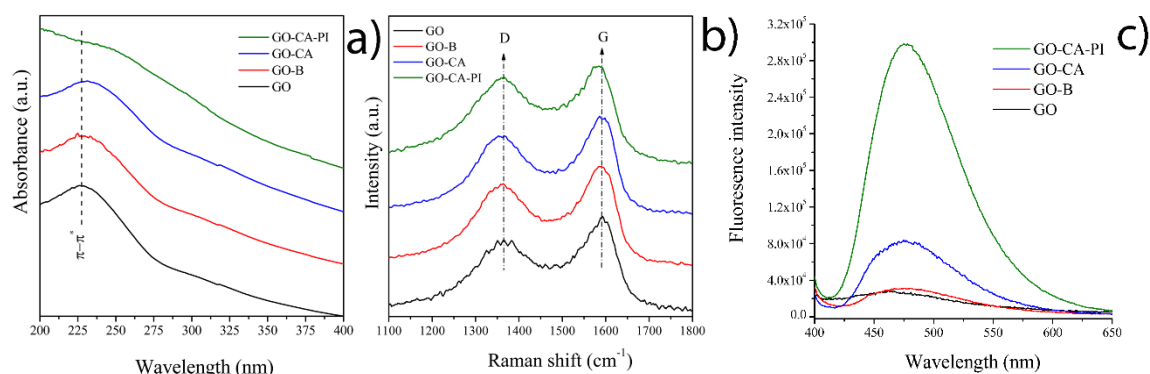 a)
Absorbance (a.u.)
GO-CA-PI
GO-CA
GO-B
GO
π–π*
200 225 250 275 300 325 350 375 400
Wavelength (nm)
b)
Intensity (a.u.)
GO
GO-B
GO-CA
GO-CA-PI
D
G
1100 1200 1300 1400 1500 1600 1700 1800
Raman shift (cm⁻¹)
c)
Fluoresence intensity
3.2x10⁵
2.8x10⁵
2.4x10⁵
2.0x10⁵
1.6x10⁵
1.2x10⁵
8.0x10⁴
4.0x10⁴
0.0
GO-CA-PI
GO-CA
GO-B
GO
400 450 500 550 600 650
Wavelength (nm)